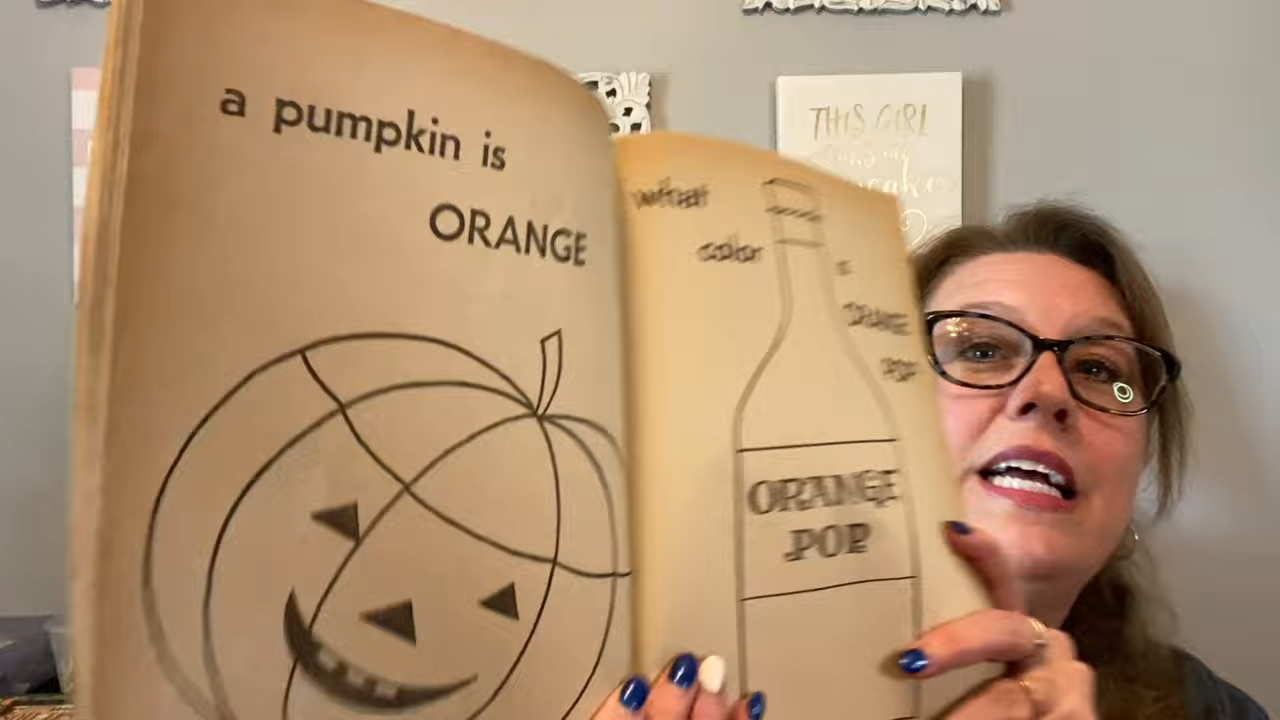 a pumpkin is
ORANGE
what
color
is
ORANGE
POP
ORANGE
POP
THIS GIRL